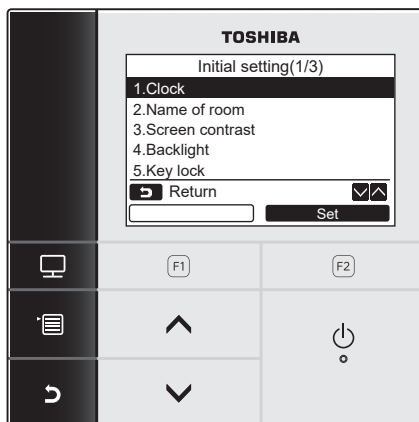 TOSHIBA
Initial setting(1/3)
1.Clock
2.Name of room
3.Screen contrast
4.Backlight
5.Key lock
Return
Set
F1
F2